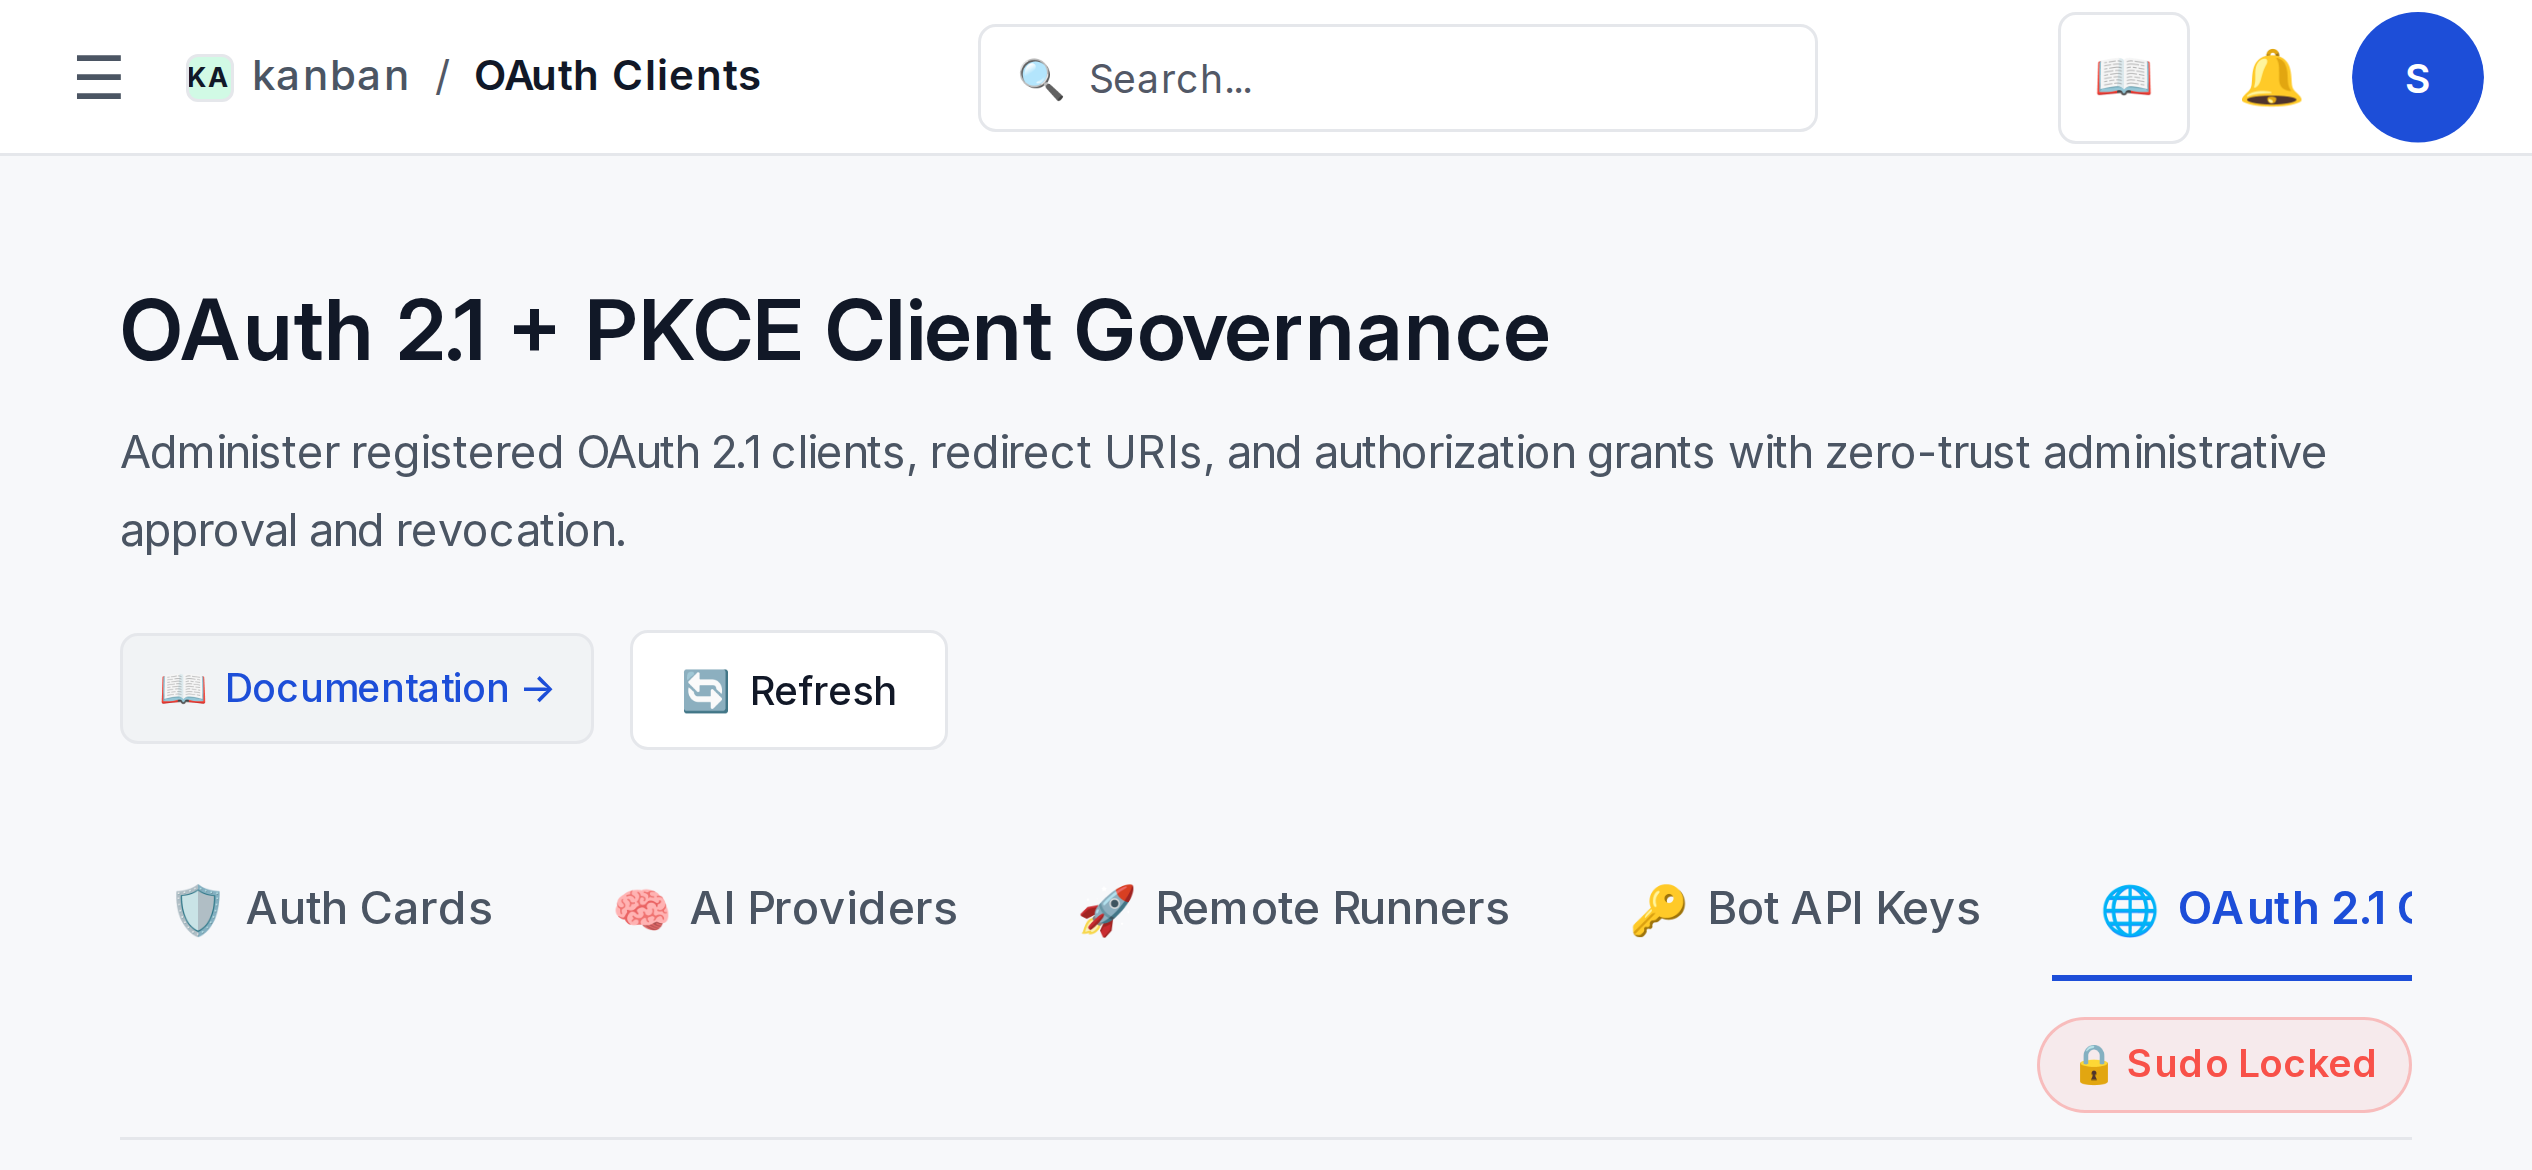 KA kanban / OAuth Clients
Search...
S
OAuth 2.1 + PKCE Client Governance
Administer registered OAuth 2.1 clients, redirect URIs, and authorization grants with zero-trust administrative
approval and revocation.
Documentation →
Refresh
Auth Cards
AI Providers
Remote Runners
Bot API Keys
OAuth 2.1
Sudo Locked